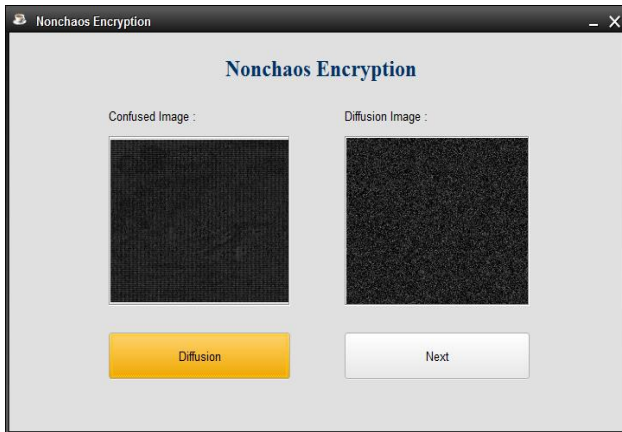 Nonchaos Encryption
Nonchaos Encryption
Confused Image :
Diffusion Image :
Diffusion
Next